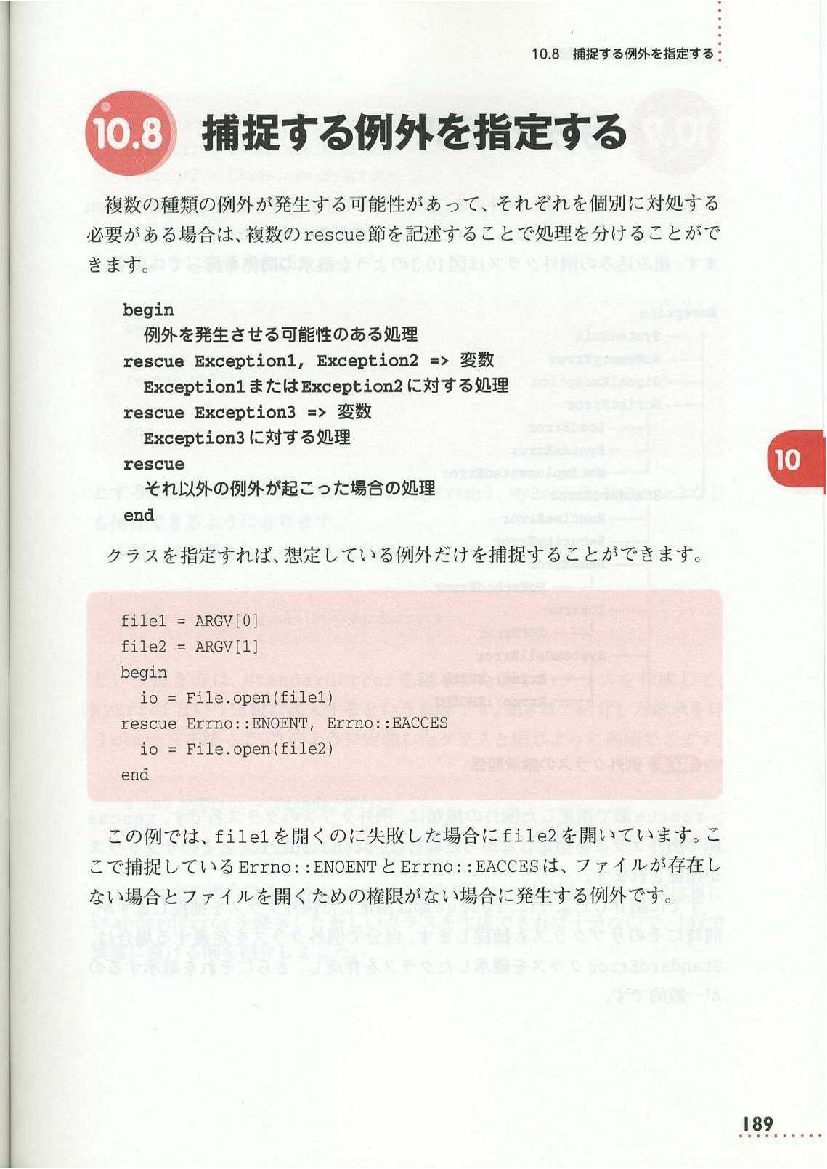 10.8 捕捉する例外を指定する
10.8 捕捉する例外を指定する
複数の種類の例外が発生する可能性があって、それぞれを個別に対処する
必要がある場合は、複数のrescue節を記述することで処理を分けることがで
きます。
begin
例外を発生させる可能性のある処理
rescue Exception1, Exception2 => 変数
Exception1またはException2に対する処理
rescue Exception3 => 変数
Exception3に対する処理
rescue
それ以外の例外が起こった場合の処理
end
10
クラスを指定すれば、想定している例外だけを捕捉することができます。
file1 = ARGV[0]
file2 = ARGV[1]
begin
io = File.open(file1)
rescue Errno::ENOENT, Errno::EACCES
io = File.open(file2)
end
この例では、file1を開くのに失敗した場合にfile2を開いています。こ
こで捕捉しているErrno::ENOENTとErrno::EACCESは、ファイルが存在し
ない場合とファイルを開くための権限がない場合に発生する例外です。
189